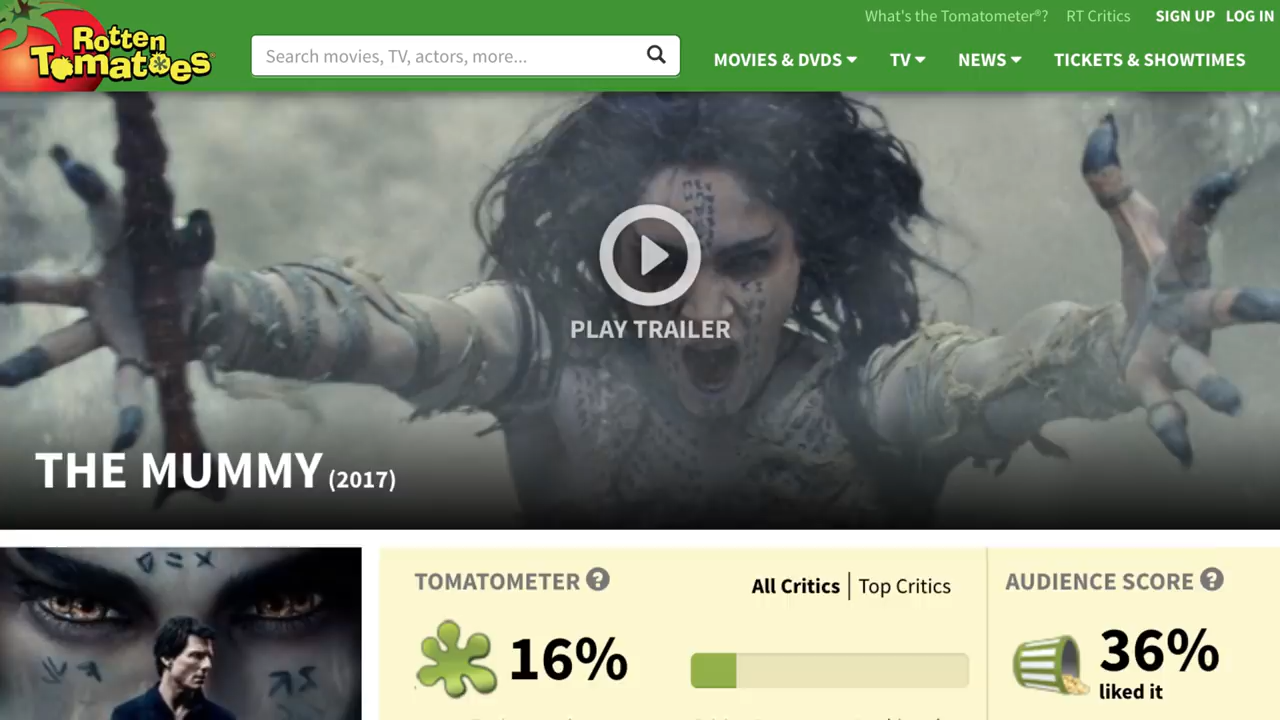 What's the Tomatometer®? RT Critics SIGN UP LOG IN
Rotten
Tomatoes
Search movies, TV, actors, more...
MOVIES & DVDS TV NEWS TICKETS & SHOWTIMES
PLAY TRAILER
THE MUMMY (2017)
TOMATOMETER ?
All Critics | Top Critics
AUDIENCE SCORE ?
16%
36%
liked it